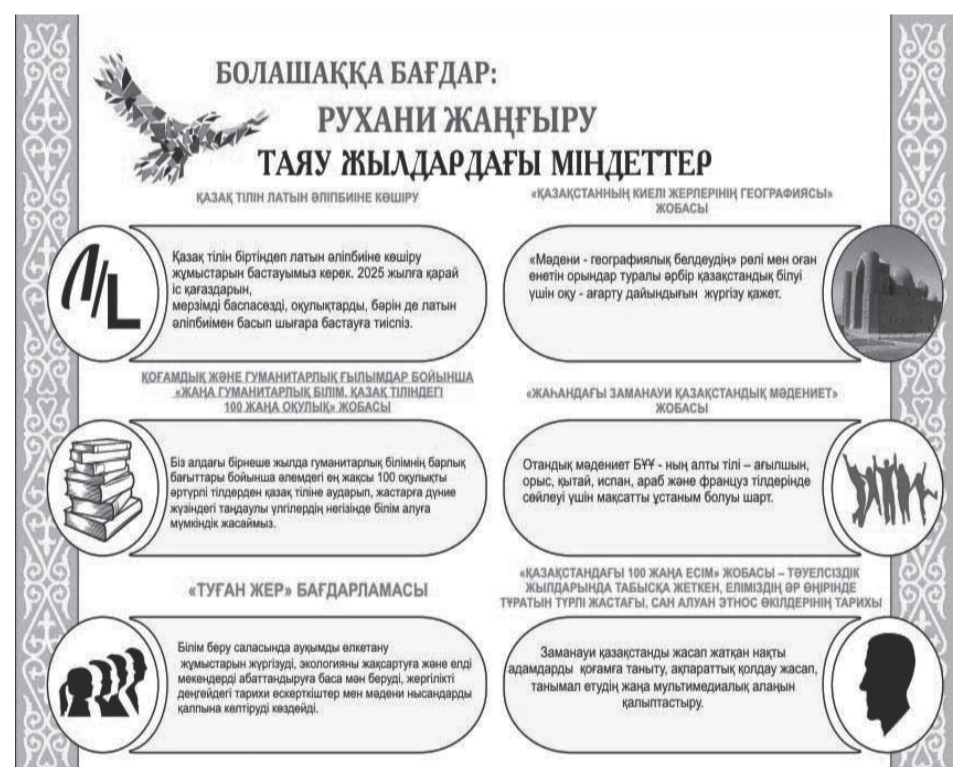 БОЛАШАҚҚА БАҒДАР:
РУХАНИ ЖАҢҒЫРУ
ТАЯУ ЖЫЛДАРДАҒЫ МІНДЕТТЕР
ҚАЗАҚ ТІЛІН ЛАТЫН ӘЛІПБИІНЕ КӨШІРУ
Қазақ тілін біртіндеп латын әліпбиіне көшіру
жұмыстарын бастауымыз керек. 2025 жылға қарай
іс қағаздарын,
мерзімді баспасөзді, оқулықтарды, бәрін де латын
әліпбиімен басып шығара бастауға тиіспіз.
«ҚАЗАҚСТАННЫҢ КИЕЛІ ЖЕРЛЕРІНІҢ ГЕОГРАФИЯСЫ»
ЖОБАСЫ
«Мәдени - географиялық белдеудің» рөлі мен оған
енетін орындар туралы әрбір қазақстандық білуі
үшін оқу - ағарту дайындығын жүргізу қажет.
ҚОҒАМДЫҚ ЖӘНЕ ГУМАНИТАРЛЫҚ ҒЫЛЫМДАР БОЙЫНША
«ЖАҢА ГУМАНИТАРЛЫҚ БІЛІМ. ҚАЗАҚ ТІЛІНДЕГІ
100 ЖАҢА ОҚУЛЫҚ» ЖОБАСЫ
Біз алдағы бірнеше жылда гуманитарлық білімнің барлық
бағыттары бойынша әлемдегі ең жақсы 100 оқулықты
әртүрлі тілдерден қазақ тіліне аударып, жастарға дүние
жүзіндегі таңдаулы үлгілердің негізінде білім алуға
мүмкіндік жасаймыз.
«ЖАҺАНДАҒЫ ЗАМАНАУИ ҚАЗАҚСТАНДЫҚ МӘДЕНИЕТ»
ЖОБАСЫ
Отандық мәдениет БҰҰ - ның алты тілі – ағылшын,
орыс, қытай, испан, араб және француз тілдерінде
сөйлеуі үшін мақсатты ұстаным болуы шарт.
«ТУҒАН ЖЕР» БАҒДАРЛАМАСЫ
Білім беру саласында ауқымды өлкетану
жұмыстарын жүргізуді, экологияны жақсартуға және елді
мекендерді абаттандыруға баса мән беруді, жергілікті
деңгейдегі тарихи ескерткіштер мен мәдени нысандарды
қалпына келтіруді көздейді.
«ҚАЗАҚСТАНДАҒЫ 100 ЖАҢА ЕСІМ» ЖОБАСЫ – ТӘУЕЛСІЗДІК
ЖЫЛДАРЫНДА ТАБЫСҚА ЖЕТКЕН, ЕЛІМІЗДІҢ ӘР ӨҢІРІНДЕ
ТҰРАТЫН ТҮРЛІ ЖАСТАҒЫ, САН АЛУАН ЭТНОС ӨКІЛДЕРІНІҢ ТАРИХЫ
Заманауи қазақстанды жасап жатқан нақты
адамдарды қоғамға таныту, ақпараттық қолдау жасап,
танымал етудің жаңа мультимедиалық алаңын
қалыптастыру.